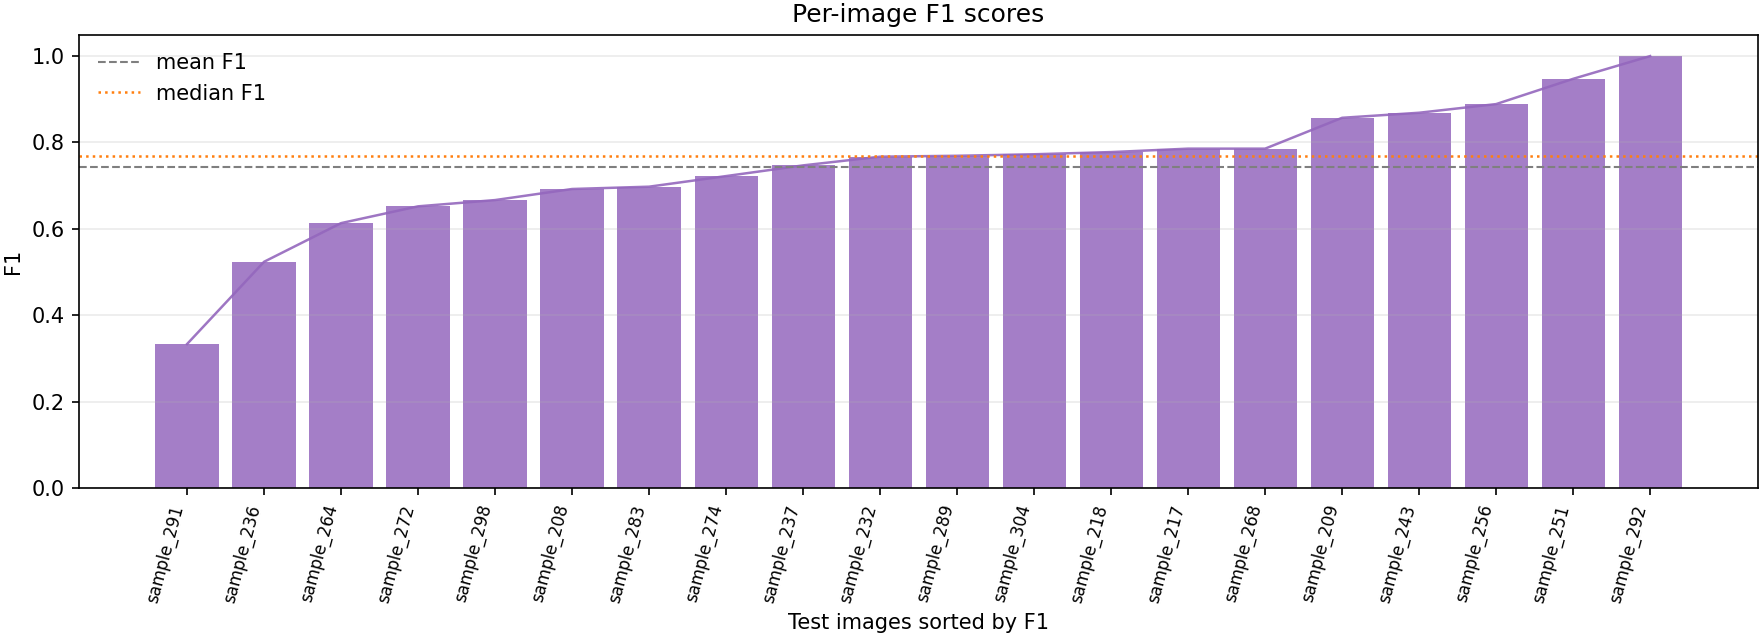 Per-image F1 scores
mean F1
median F1
F1
1.0
0.8
0.6
0.4
0.2
0.0
sample_291
sample_236
sample_264
sample_272
sample_298
sample_208
sample_283
sample_274
sample_237
sample_232
sample_289
sample_304
sample_218
sample_217
sample_268
sample_209
sample_243
sample_256
sample_251
sample_292
Test images sorted by F1